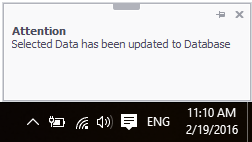 Attention
Selected Data has been updated to Database
ENG
11:10 AM
2/19/2016